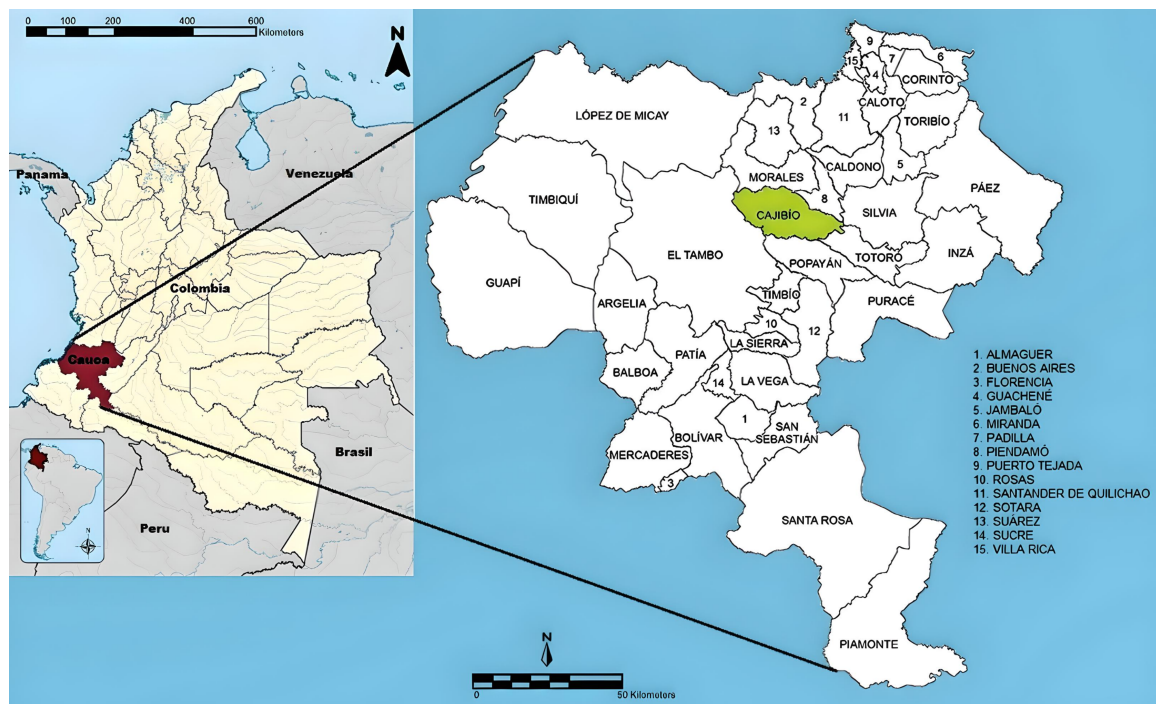 0 100 200 400 600
Kilometers
N
Panama
Venezuela
Colombia
Cauca
Brasil
Peru
N
LÓPEZ DE MICAY
TIMBIQUÍ
GUAPÍ
9
15
7
6
4
CORINTO
2
13
11
CALOTO
TORIBÍO
CALDONO
5
MORALES
8
PÁEZ
SILVIA
CAJIBÍO
EL TAMBO
TOTORÓ
INZÁ
POPAYÁN
PURACÉ
ARGELIA
TIMBÍO
10
12
LA SIERRA
PATÍA
BALBOA
14
LA VEGA
1
SAN
SEBASTIÁN
BOLÍVAR
MERCADERES
3
SANTA ROSA
PIAMONTE
1. ALMAGUER
2 BUENOS AIRES
3. FLORENCIA
4. GUACHENÉ
5. JAMBALÓ
6. MIRANDA
7. PADILLA
8. PIENDAMÓ
9. PUERTO TEJADA
10. ROSAS
11. SANTANDER DE QUILICHAO
12. SOTARA
13. SUÁREZ
14. SUCRE
15. VILLA RICA
N
0 50 Kilometers